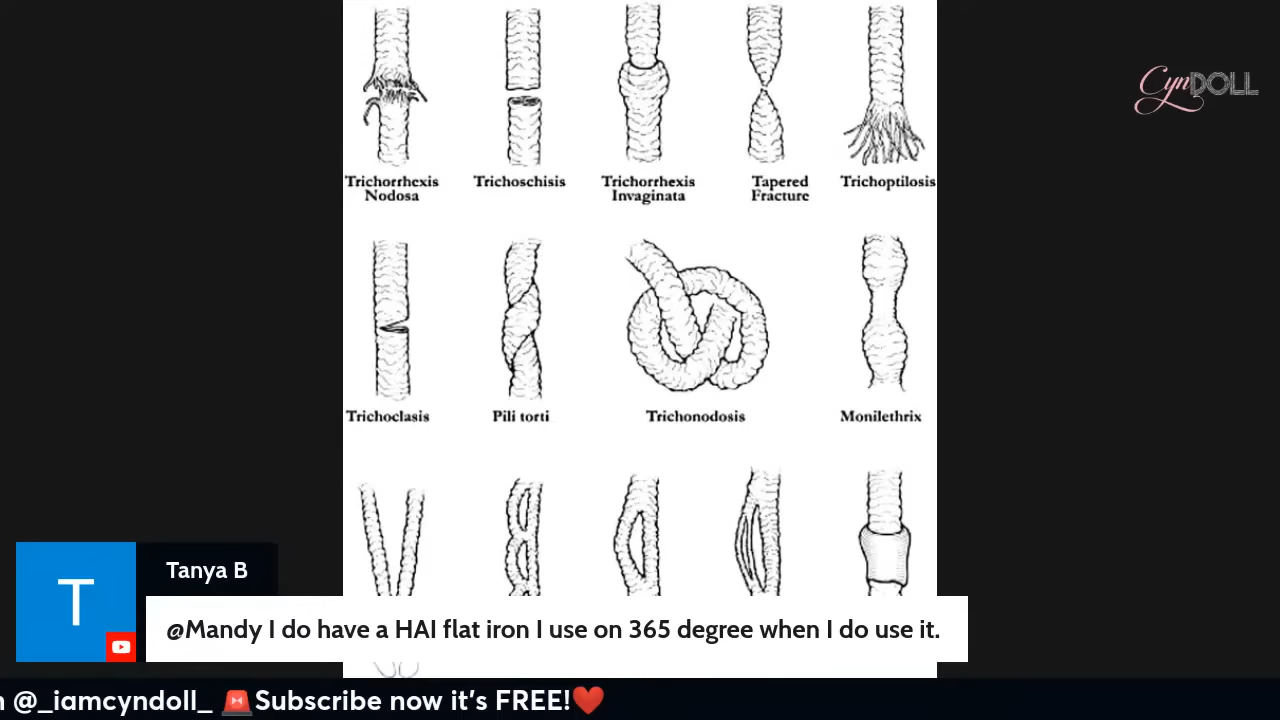 CynDOLL
Trichorrhexis Nodosa
Trichoschisis
Trichorrhexis Invaginata
Tapered Fracture
Trichoptilosis
Trichoclasis
Pili torti
Trichonodosis
Monilethrix
T
Tanya B
@Mandy I do have a HAI flat iron I use on 365 degree when I do use it.
@_iamcyndoll_ 🚨Subscribe now it's FREE!❤️